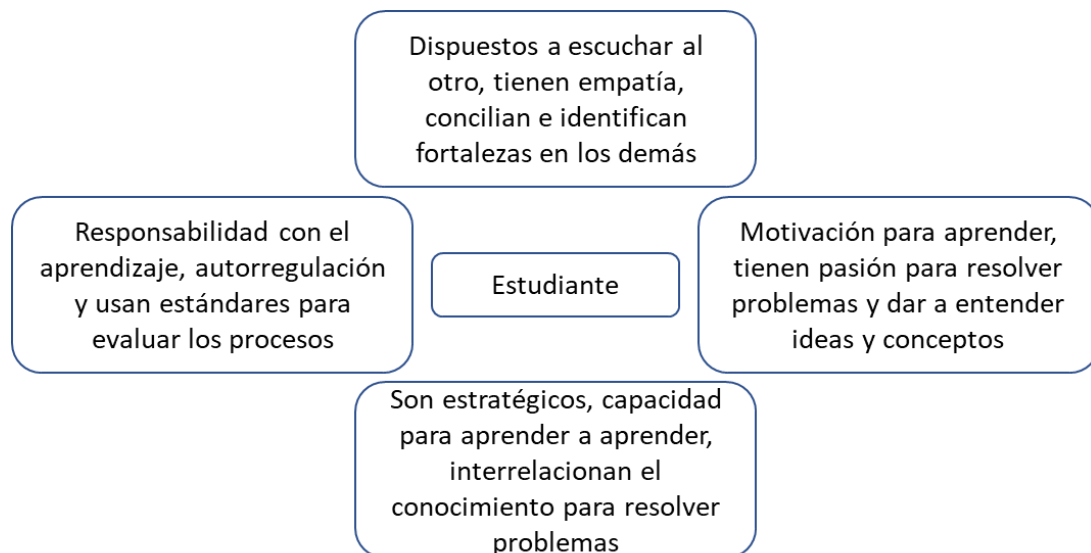 Dispuestos a escuchar al
otro, tienen empatía,
concilian e identifican
fortalezas en los demás
Responsabilidad con el
aprendizaje, autorregulación
y usan estándares para
evaluar los procesos
Estudiante
Motivación para aprender,
tienen pasión para resolver
problemas y dar a entender
ideas y conceptos
Son estratégicos, capacidad
para aprender a aprender,
interrelacionan el
conocimiento para resolver
problemas